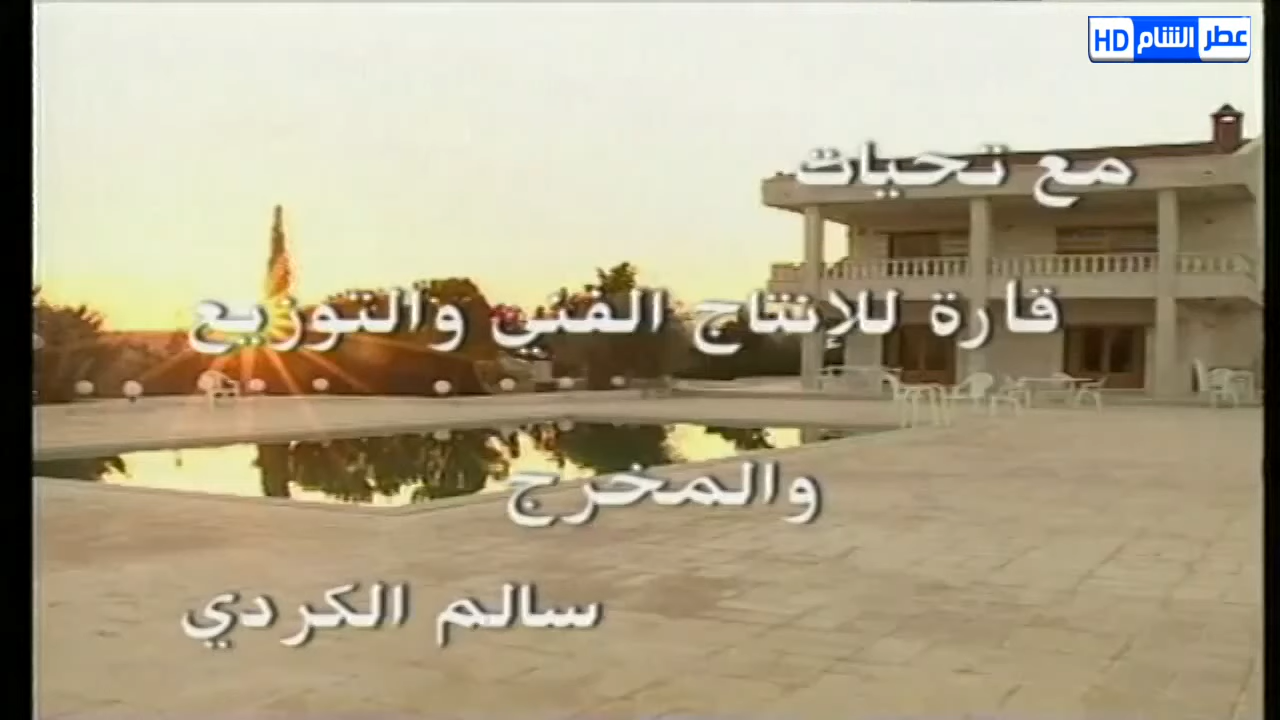 عطر الشام HD
مع تحيات
قارة للإنتاج الفني والتوزيع
والمخرج
سالم الكردي